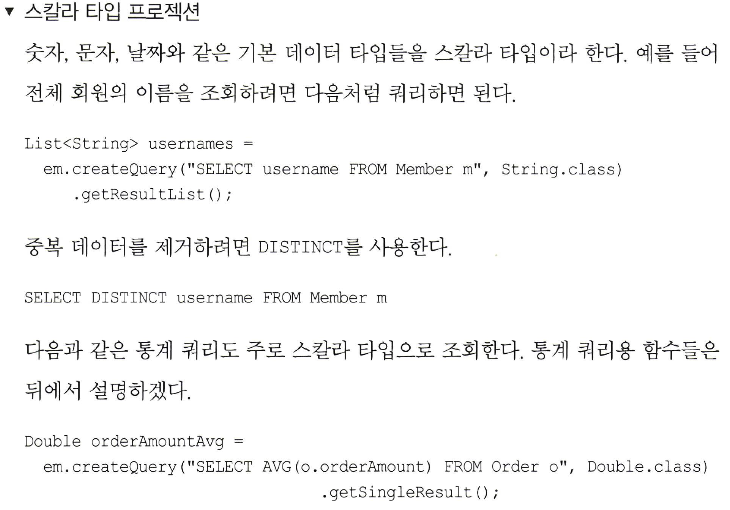 ▼ 스칼라 타입 프로젝션
숫자, 문자, 날짜와 같은 기본 데이터 타입들을 스칼라 타입이라 한다. 예를 들어
전체 회원의 이름을 조회하려면 다음처럼 쿼리하면 된다.
List<String> usernames =
em.createQuery("SELECT username FROM Member m", String.class)
.getResultList();
중복 데이터를 제거하려면 DISTINCT를 사용한다.
SELECT DISTINCT username FROM Member m
다음과 같은 통계 쿼리도 주로 스칼라 타입으로 조회한다. 통계 쿼리용 함수들은
뒤에서 설명하겠다.
Double orderAmountAvg =
em.createQuery("SELECT AVG(o.orderAmount) FROM Order o", Double.class)
.getSingleResult();